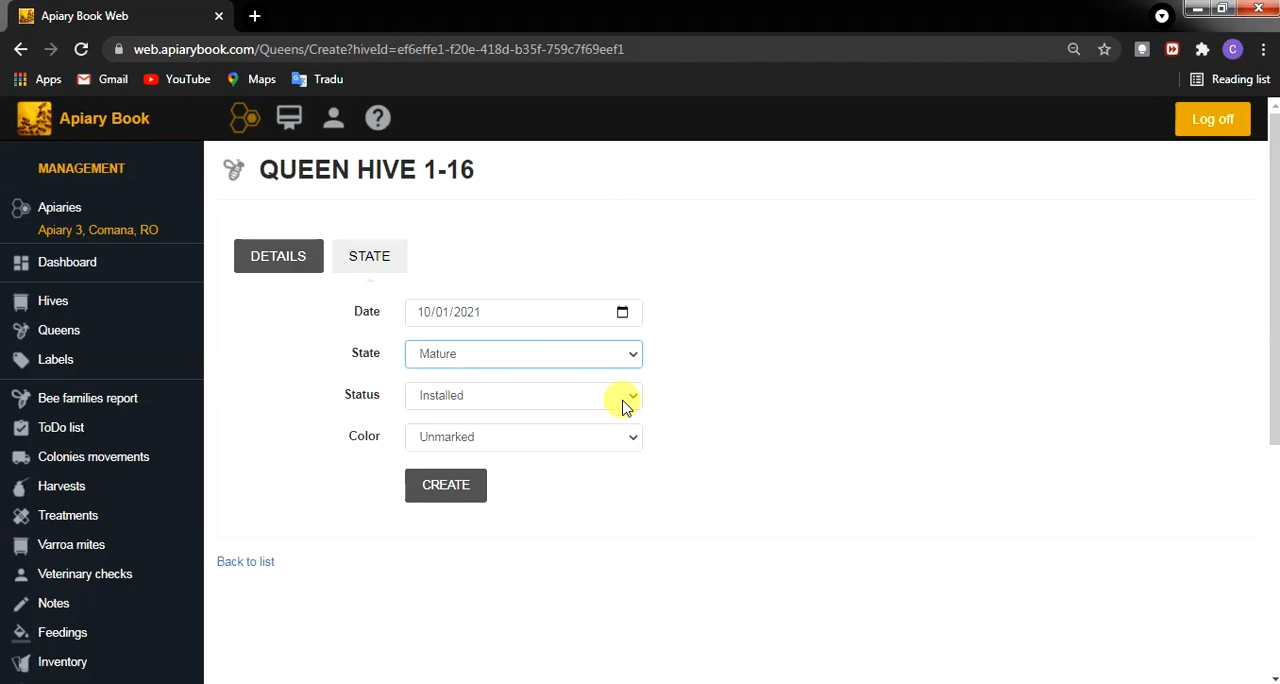 Apiary Book Web
web.apiarybook.com/Queens/Create?hiveId=ef6effe1-f20e-418d-b35f-759c7f69eef1
C
Apps Gmail YouTube Maps Tradu Reading list
Apiary Book ? Log off
MANAGEMENT
Apiaries
Apiary 3, Comana, RO
Dashboard
Hives
Queens
Labels
Bee families report
ToDo list
Colonies movements
Harvests
Treatments
Varroa mites
Veterinary checks
Notes
Feedings
Inventory
QUEEN HIVE 1-16
DETAILS STATE
Date 10/01/2021
State Mature
Status Installed
Color Unmarked
CREATE
Back to list